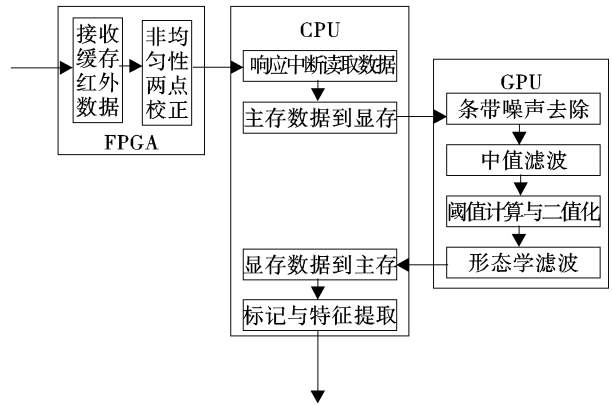 接收
缓存
红外
数据
非均
匀性
两点
校正
FPGA
CPU
响应中断读取数据
主存数据到显存
显存数据到主存
标记与特征提取
GPU
条带噪声去除
中值滤波
阈值计算与二值化
形态学滤波